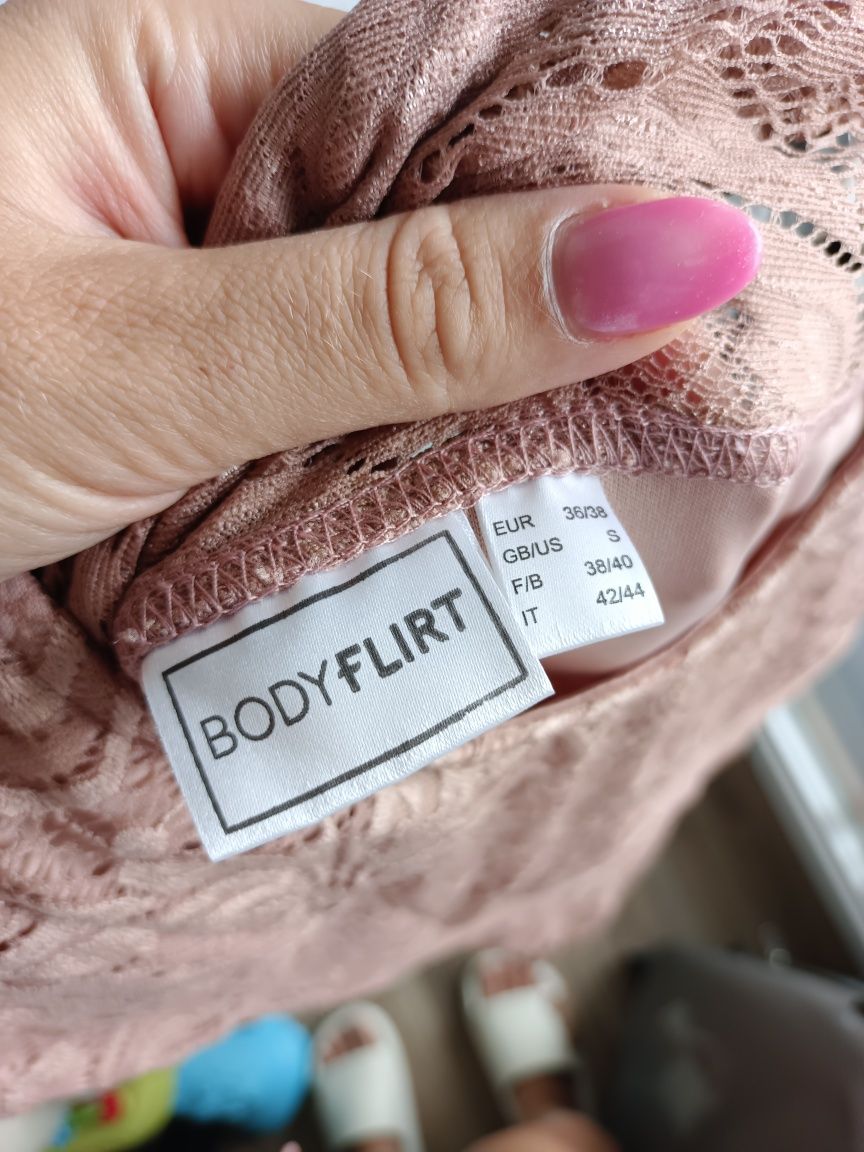 BODYFLIRT
EUR 36/38
GB/US S
F/B 38/40
IT 42/44